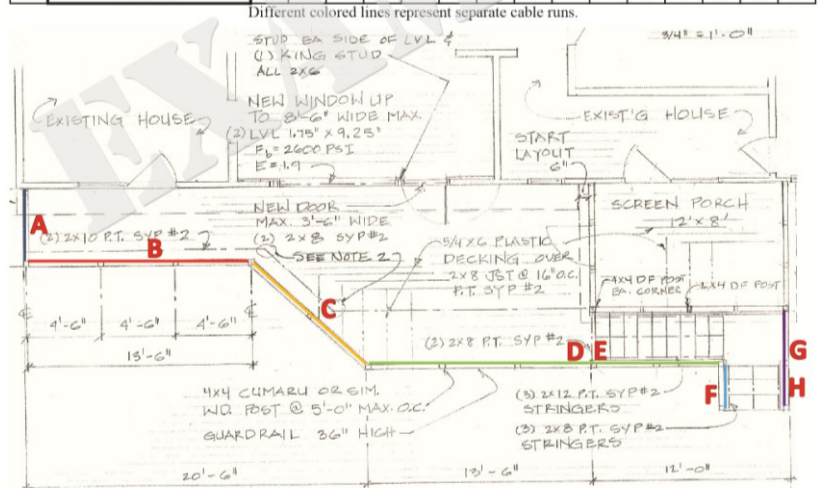 Different colored lines represent separate cable runs.
STUD EA SIDE OF LVL &
(1) KING STUD
ALL 2X6
3/4" = 1'-0"
EXISTING HOUSE
NEW WINDOW UP
TO 8'-6" WIDE MAX.
(2) LVL 1.75" X 9.25"
Fb = 2600 PSI
E = 1.9
EXIST'G HOUSE
START
LAYOUT
6"
NEW DOOR
MAX. 3'-6" WIDE
(2) 2X8 SYP#2
SEE NOTE 2
SCREEN PORCH
12' X 8'
A
(2) 2X10 P.T. SYP #2
B
5/4 X 6 PLASTIC
DECKING OVER
2X8 JST @ 16" O.C.
P.T. SYP #2
4X4 DF POST
EA. CORNER
4X4 DF POST
C
4'-6"
4'-6"
4'-6"
13'-6"
(2) 2X8 P.T. SYP #2
D
E
G
F
H
4X4 CUMARU OR SIM.
WD. POST @ 5'-0" MAX. O.C.
GUARDRAIL 36" HIGH
(3) 2X12 P.T. SYP #2
STRINGERS
(3) 2X8 P.T. SYP #2
STRINGERS
20'-6"
13'-6"
12'-0"